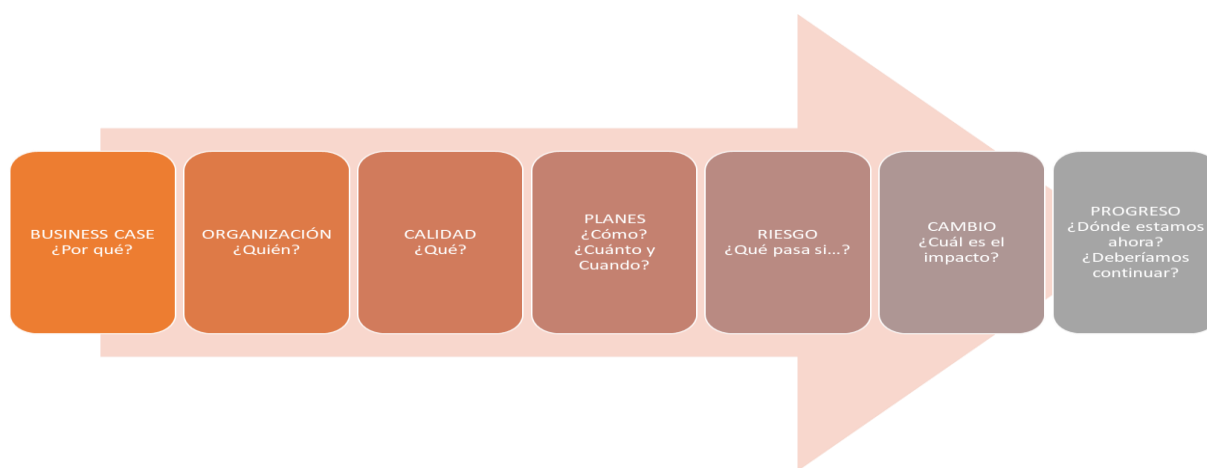 BUSINESS CASE
¿Por qué?
ORGANIZACIÓN
¿Quién?
CALIDAD
¿Qué?
PLANES
¿Cómo?
¿Cuánto y
Cuando?
RIESGO
¿Qué pasa si...?
CAMBIO
¿Cuál es el
impacto?
PROGRESO
¿Dónde estamos
ahora?
¿Deberíamos
continuar?